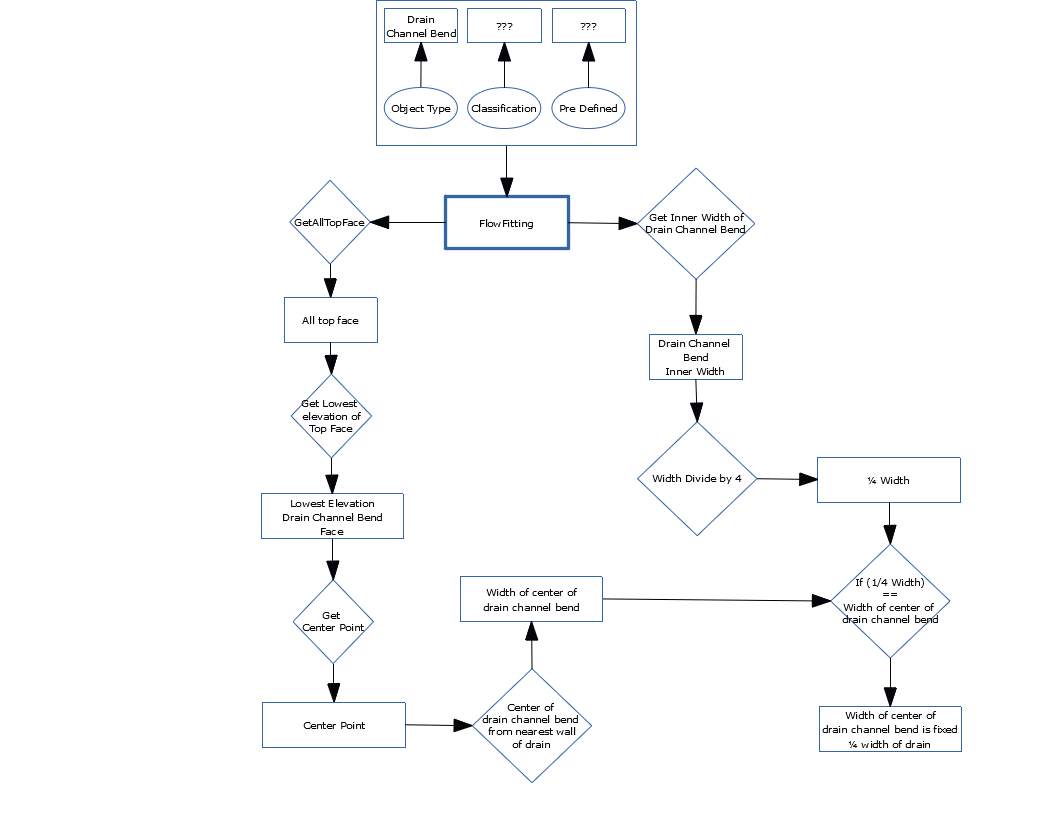 Drain
Channel Bend
???
???
Object Type
Classification
Pre Defined
GetAllTopFace
FlowFitting
Get Inner Width of
Drain Channel Bend
All top face
Drain Channel
Bend
Inner Width
Get Lowest
elevation of
Top Face
Width Divide by 4
¼ Width
Lowest Elevation
Drain Channel Bend
Face
If (1/4 Width)
==
Width of center of
drain channel bend
Width of center of
drain channel bend
Get
Center Point
Center Point
Center of
drain channel bend
from nearest wall
of drain
Width of center of
drain channel bend is fixed
¼ width of drain